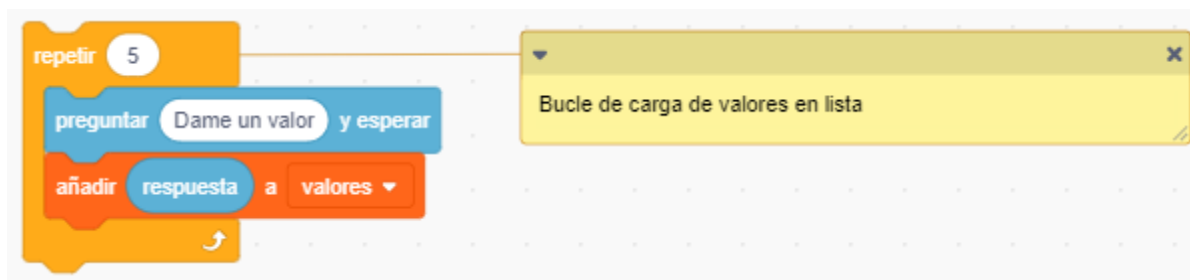 repetir 5
Bucle de carga de valores en lista
preguntar Dame un valor y esperar
añadir respuesta a valores